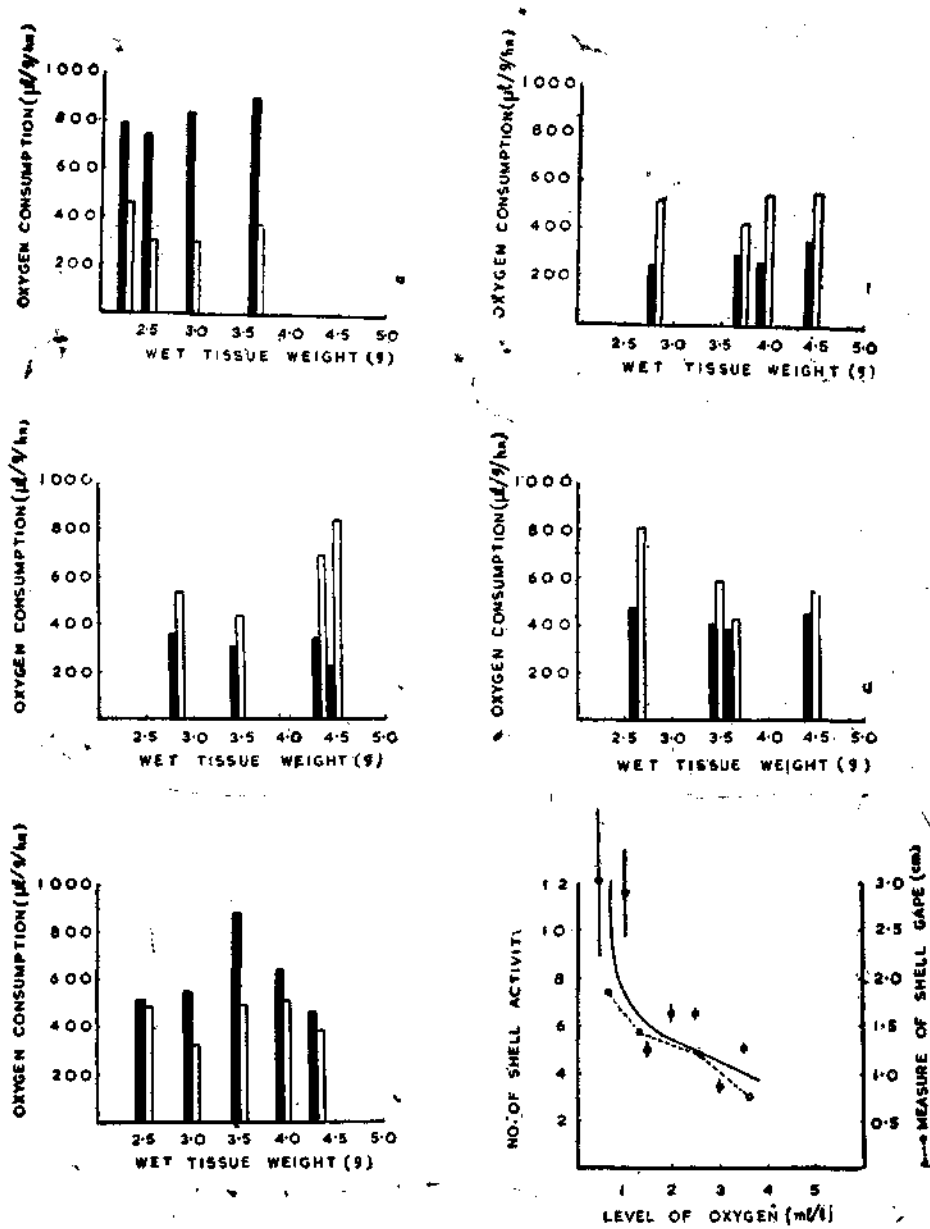 OXYGEN CONSUMPTION (µl/g/hr)
1000
800
600
400
200
2.5 3.0 3.5 4.0 4.5 5.0
WET TISSUE WEIGHT (g)
a
OXYGEN CONSUMPTION (µl/g/hr)
1000
800
600
400
200
2.5 3.0 3.5 4.0 4.5 5.0
WET TISSUE WEIGHT (g)
OXYGEN CONSUMPTION (µl/g/hr)
1000
800
600
400
200
2.5 3.0 3.5 4.0 4.5 5.0
WET TISSUE WEIGHT (g)
OXYGEN CONSUMPTION (µl/g/hr)
1000
800
600
400
200
2.5 3.0 3.5 4.0 4.5 5.0
WET TISSUE WEIGHT (g)
d
OXYGEN CONSUMPTION (µl/g/hr)
1000
800
600
400
200
2.5 3.0 3.5 4.0 4.5 5.0
WET TISSUE WEIGHT (g)
NO. OF SHELL ACTIVIT
12
10
8
6
4
2
1 2 3 4 5
LEVEL OF OXYGEN (ml/l)
3.0
2.5
2.0
1.5
1.0
0.5
MEASURE OF SHELL GAPE (cm)